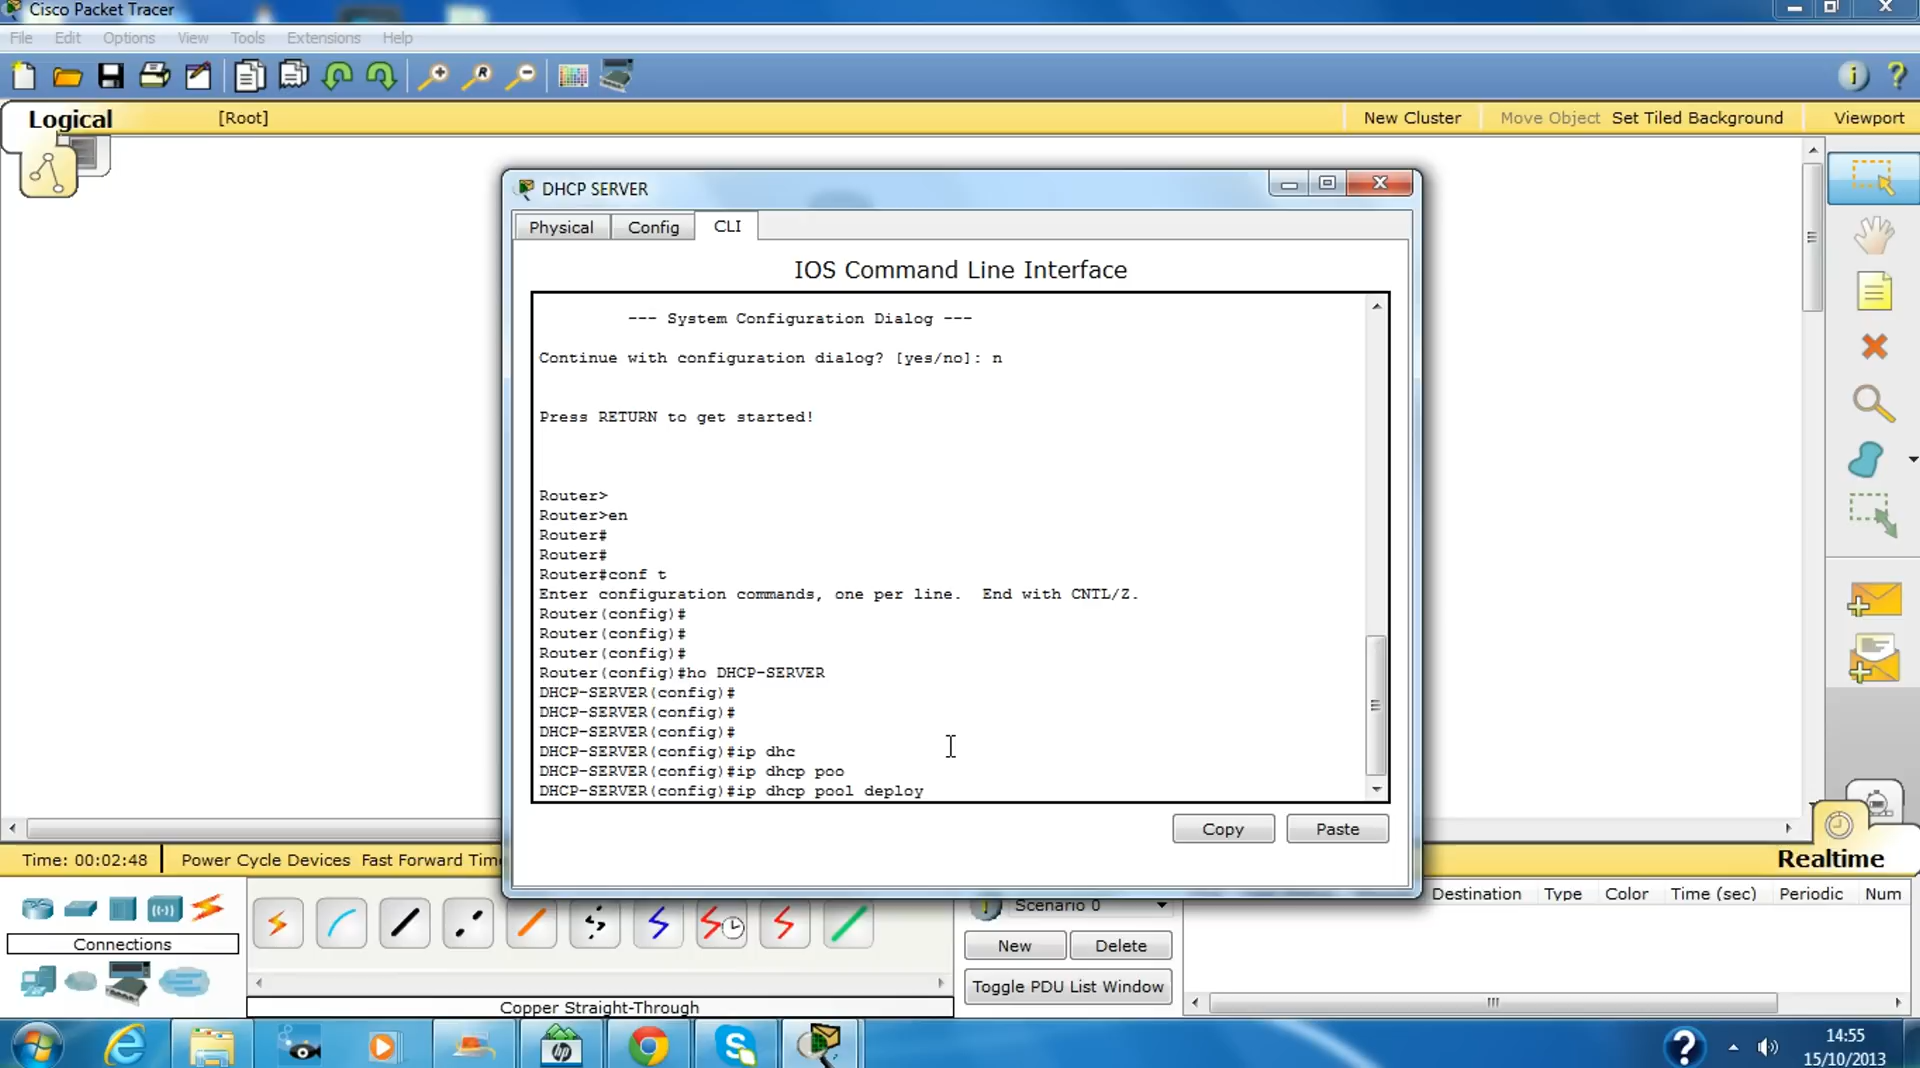 Cisco Packet Tracer
File Edit Options View Tools Extensions Help
Logical [Root] New Cluster Move Object Set Tiled Background Viewport
DHCP SERVER
Physical Config CLI
IOS Command Line Interface
--- System Configuration Dialog ---
Continue with configuration dialog? [yes/no]: n
Press RETURN to get started!
Router>
Router>en
Router#
Router#
Router#conf t
Enter configuration commands, one per line.  End with CNTL/Z.
Router(config)#
Router(config)#
Router(config)#
Router(config)#ho DHCP-SERVER
DHCP-SERVER(config)#
DHCP-SERVER(config)#
DHCP-SERVER(config)#
DHCP-SERVER(config)#ip dhc
DHCP-SERVER(config)#ip dhcp poo
DHCP-SERVER(config)#ip dhcp pool deploy
Copy Paste
Time: 00:02:48 Power Cycle Devices Fast Forward Time
Realtime
Connections
Copper Straight-Through
Scenario 0
New Delete
Toggle PDU List Window
Destination Type Color Time (sec) Periodic Num
14:55
15/10/2013